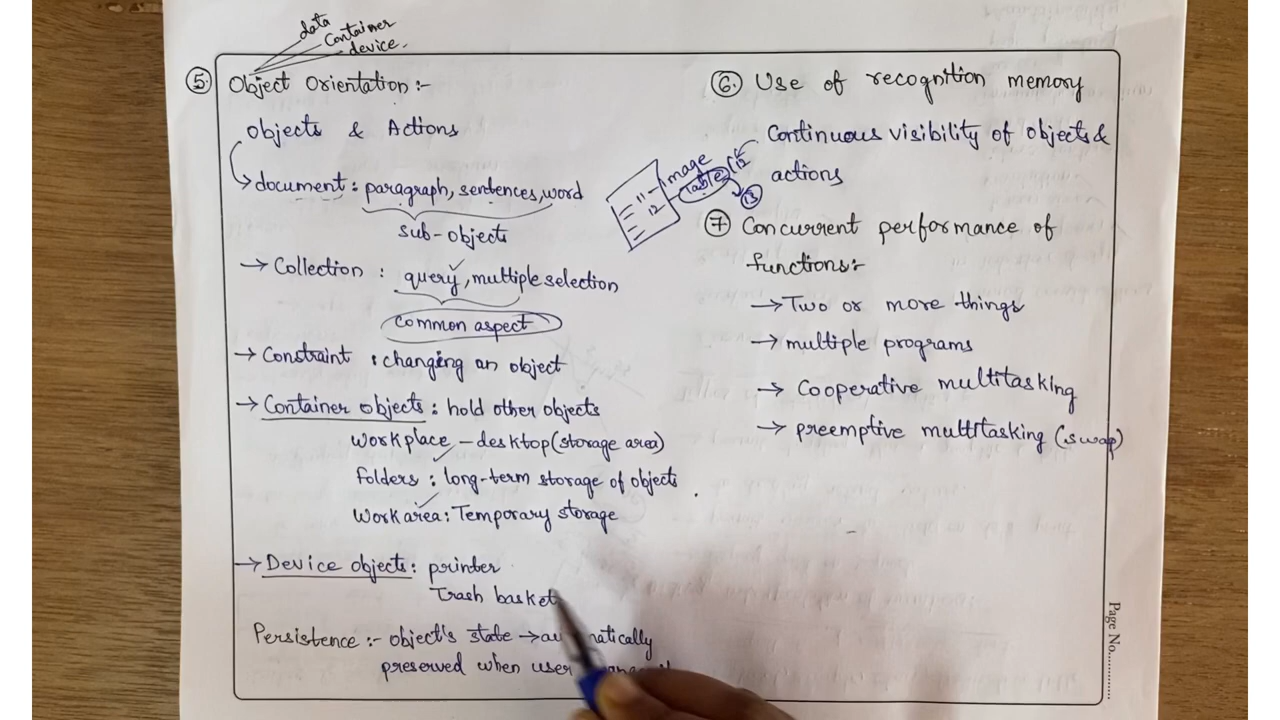 data
Container
device.
⑤ Object Orientation :-
Objects & Actions
→ document : paragraph, sentences, word
sub-objects
→ Collection : query, multiple selection
Common aspect
→ Constraint : changing an object
→ Container objects : hold other objects
Workplace - desktop (storage area)
folders : long-term storage of objects
Work area : Temporary storage
→ Device objects : printer
Trash basket
Persistence :- object's state →
preserved when user
⑥ Use of recognition memory
Continuous visibility of objects &
actions
11 - image
12 Table 12
13
⑦ Concurrent performance of
functions :-
→ Two or more things
→ multiple programs
→ Cooperative multitasking
→ preemptive multitasking (swap)
Page No............